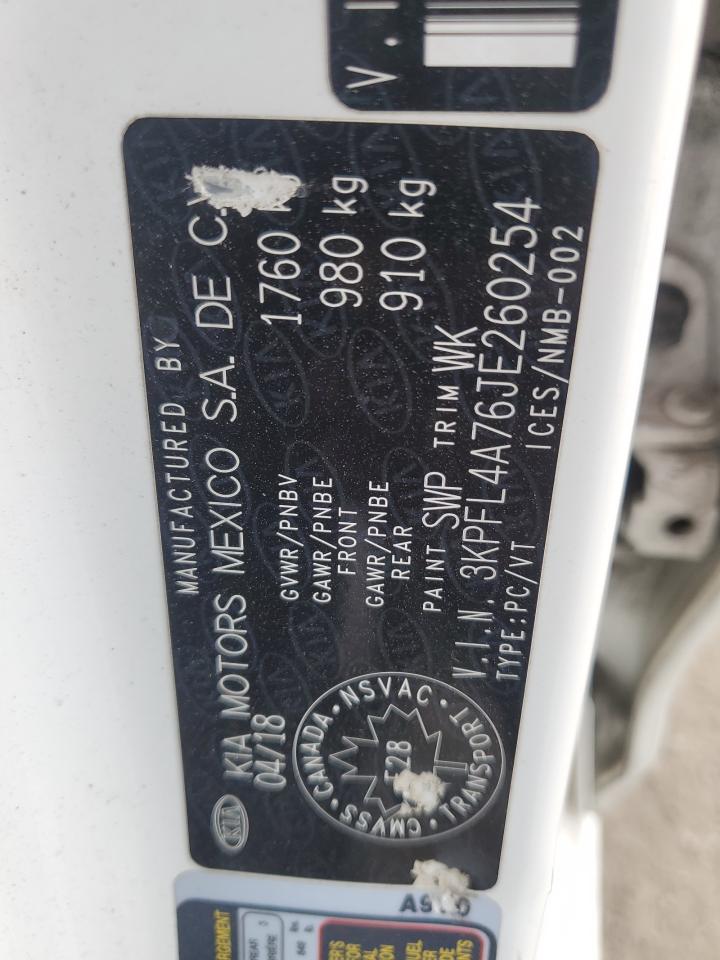 MANUFACTURED BY
KIA KIA MOTORS MEXICO S.A. DE C.V
04/18
GVWR/PNBV 1760
GAWR/PNBE FRONT 980 kg
GAWR/PNBE REAR 910 kg
PAINT SWP TRIM WK
V.I.N. 3KPFL4A76JE260254
TYPE:PC/VT ICES/NMB-002
CANADA • NSVAC • TRANSPORT • CMVSS
V.